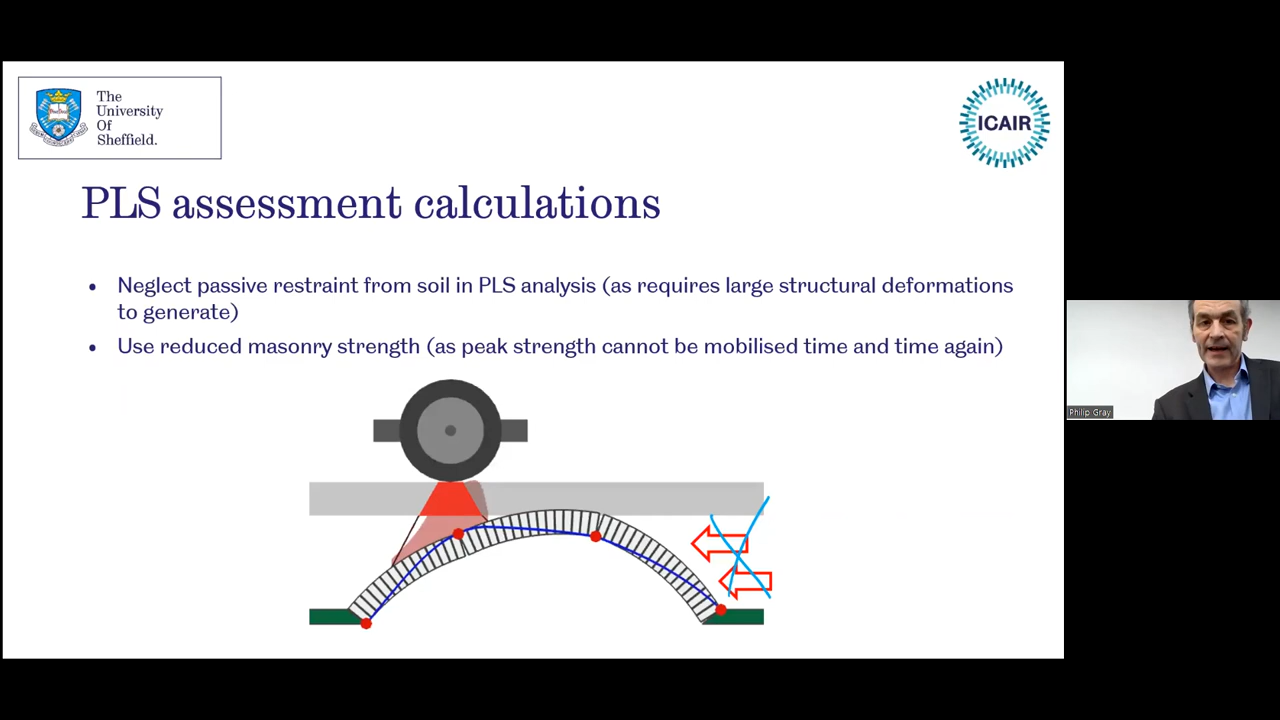 The
University
Of
Sheffield.
ICAIR
PLS assessment calculations
• Neglect passive restraint from soil in PLS analysis (as requires large structural deformations
to generate)
• Use reduced masonry strength (as peak strength cannot be mobilised time and time again)
Philip Gray